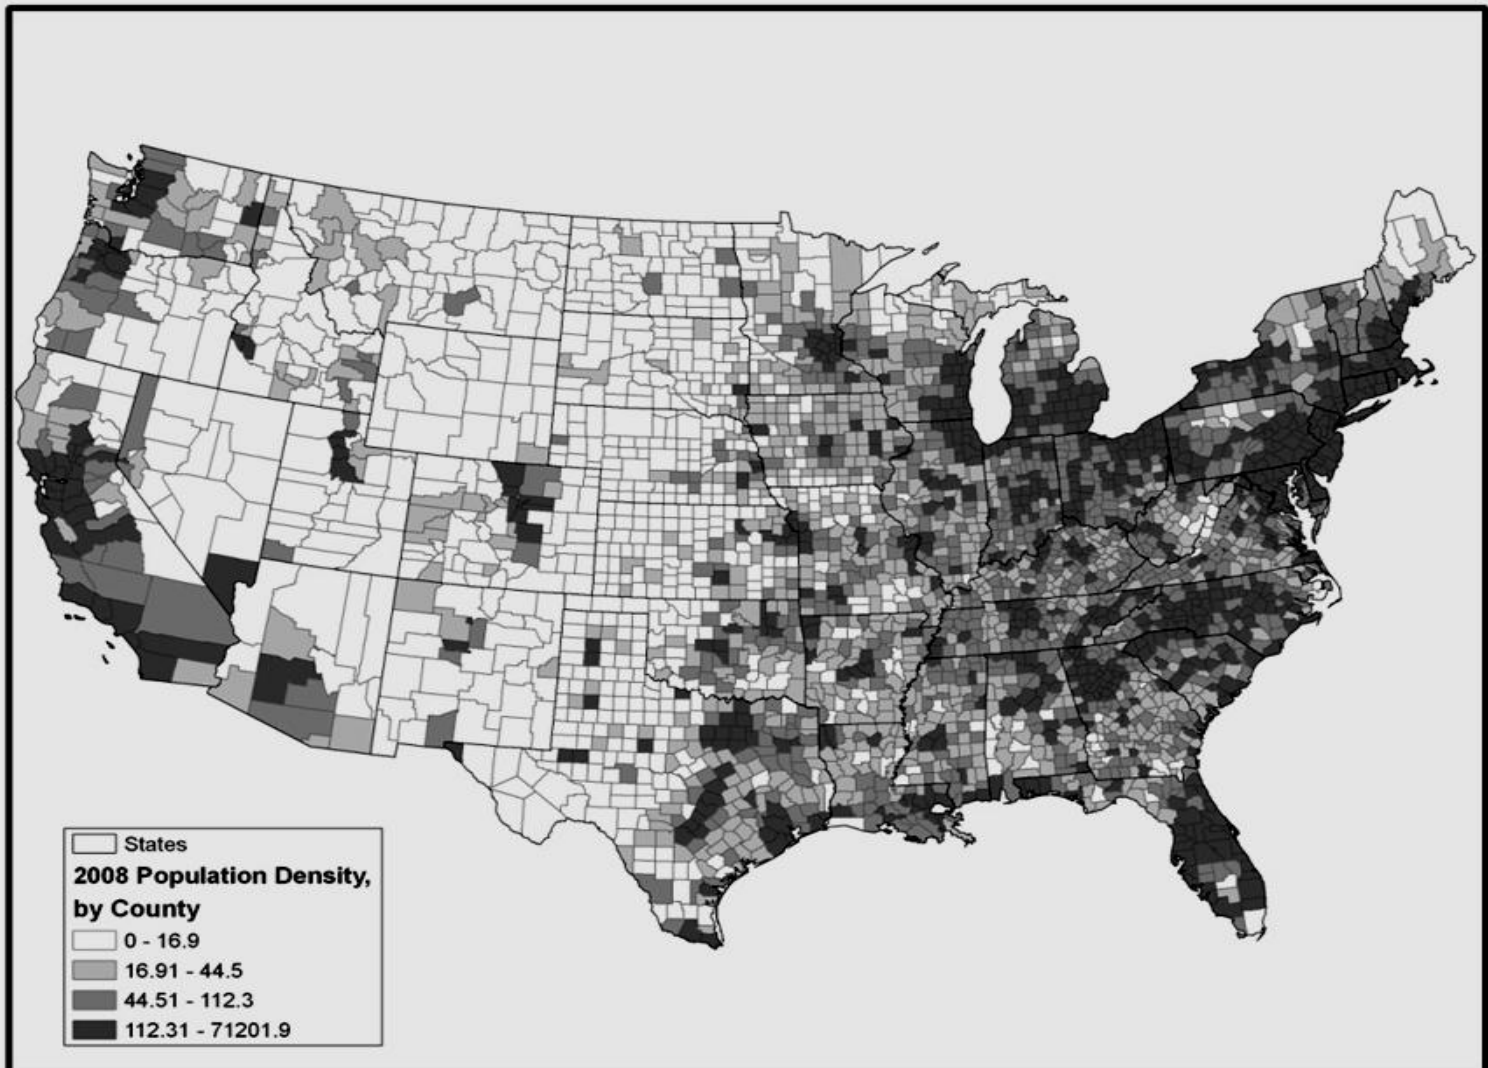 States
2008 Population Density,
by County
0 - 16.9
16.91 - 44.5
44.51 - 112.3
112.31 - 71201.9